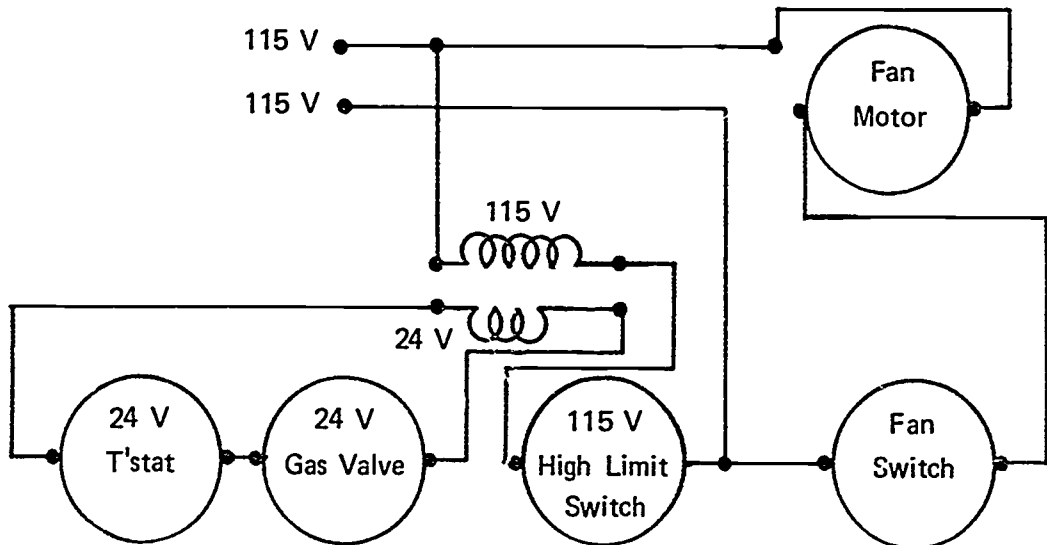 115 V
115 V
Fan
Motor
115 V
24 V
24 V
T'stat
24 V
Gas Valve
115 V
High Limit
Switch
Fan
Switch